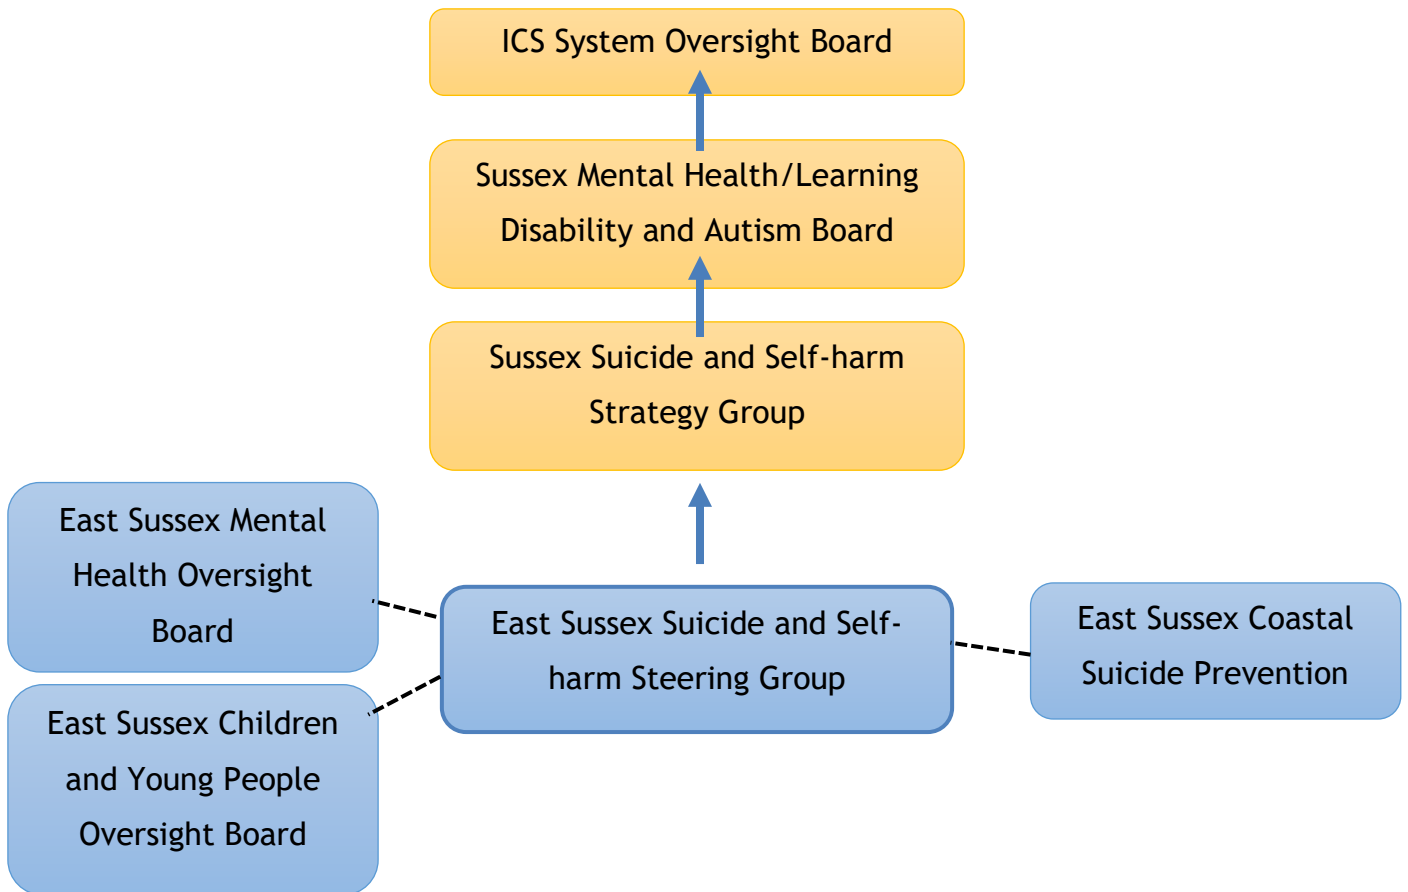 ICS System Oversight Board
Sussex Mental Health/Learning
Disability and Autism Board
Sussex Suicide and Self-harm
Strategy Group
East Sussex Mental
Health Oversight
Board
East Sussex Suicide and Self-
harm Steering Group
East Sussex Coastal
Suicide Prevention
East Sussex Children
and Young People
Oversight Board